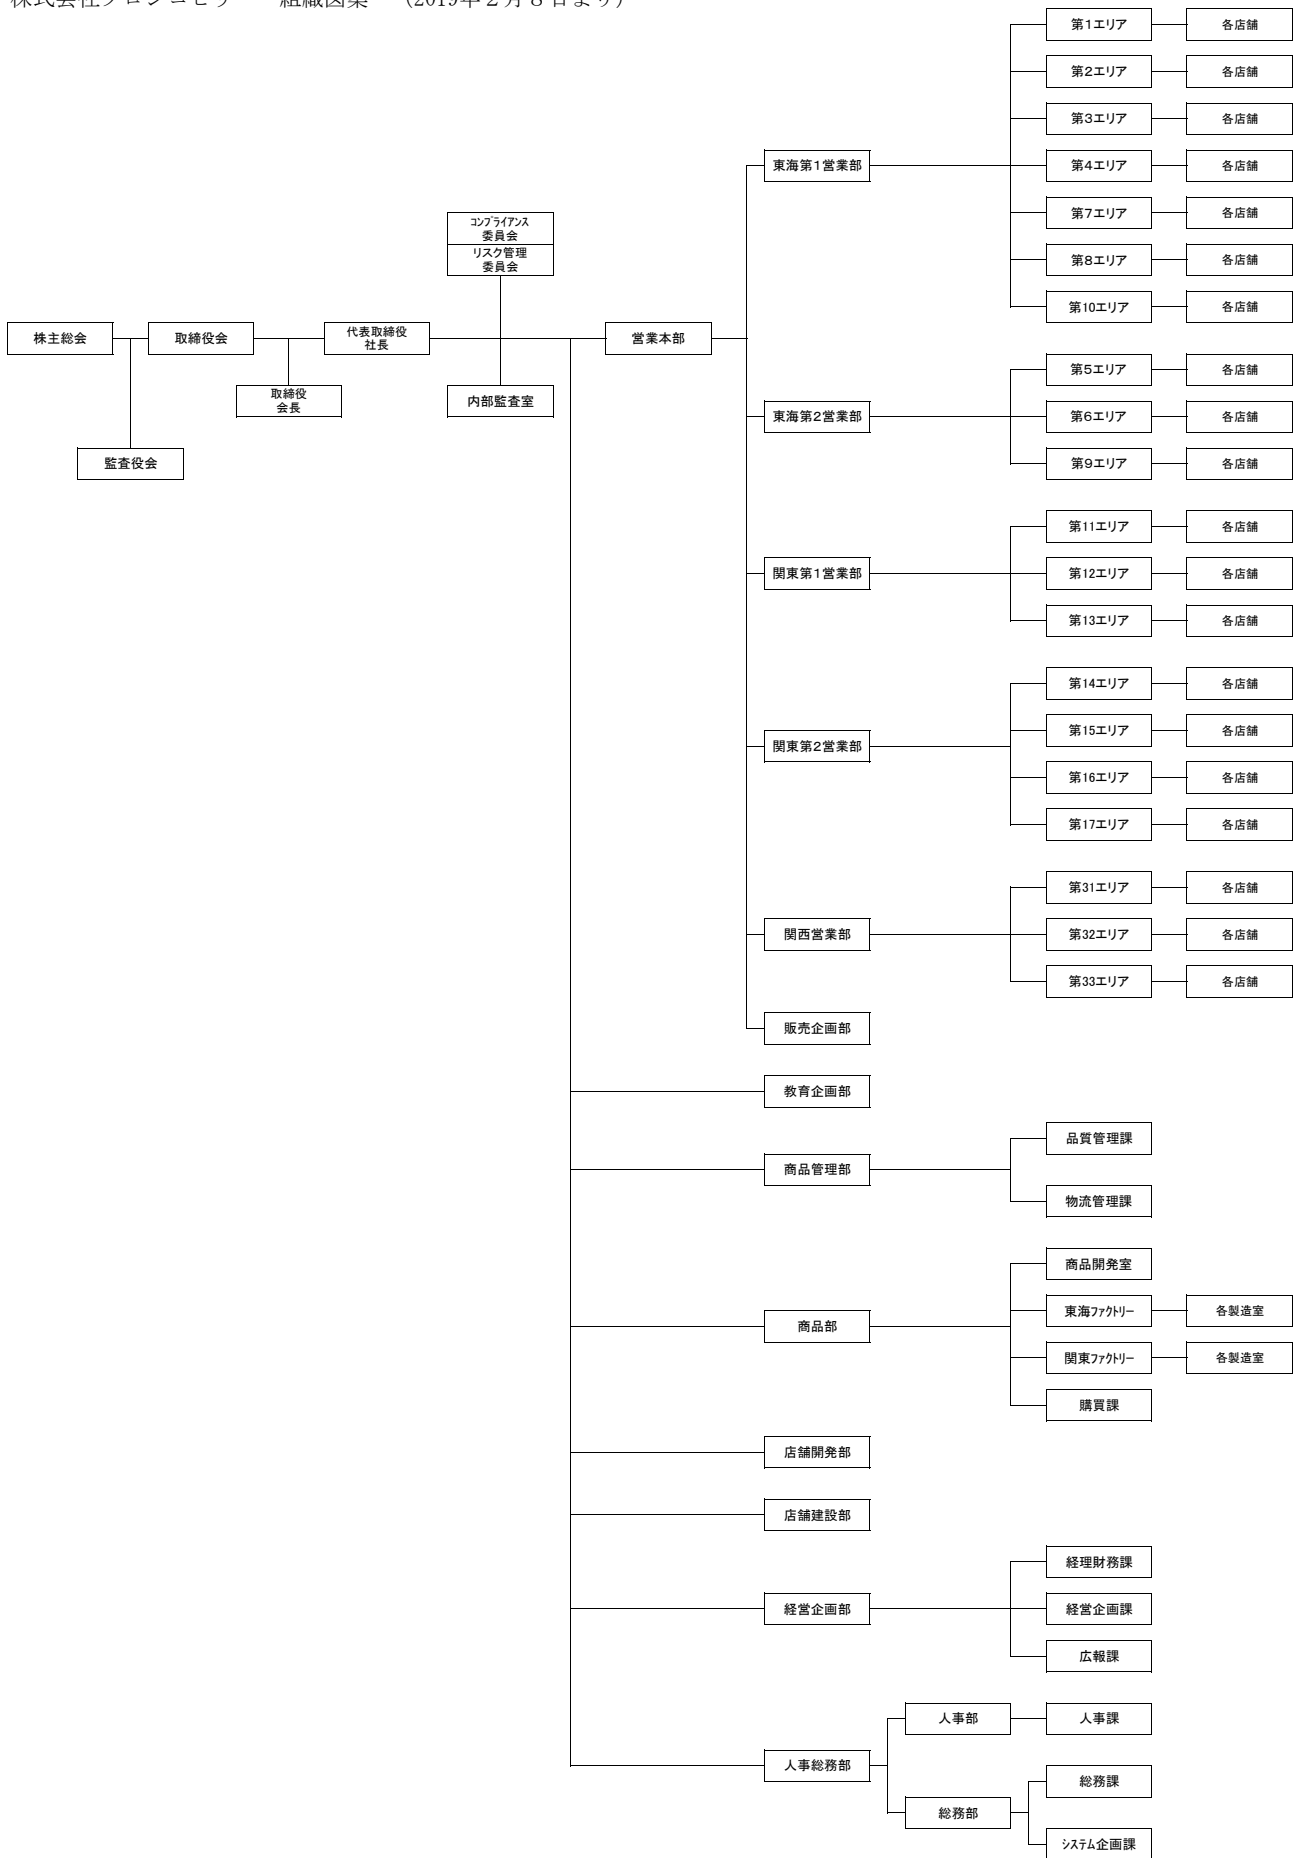 組織図案 (2019年2月8日より)
第1エリア 各店舗
第2エリア 各店舗
第3エリア 各店舗
東海第1営業部 第4エリア 各店舗
第7エリア 各店舗
コンプライアンス
委員会
リスク管理
委員会
第8エリア 各店舗
第10エリア 各店舗
株主総会 取締役会 代表取締役
社長
営業本部
第5エリア 各店舗
取締役
会長
内部監査室
東海第2営業部 第6エリア 各店舗
監査役会
第9エリア 各店舗
第11エリア 各店舗
関東第1営業部 第12エリア 各店舗
第13エリア 各店舗
第14エリア 各店舗
第15エリア 各店舗
関東第2営業部
第16エリア 各店舗
第17エリア 各店舗
第31エリア 各店舗
関西営業部 第32エリア 各店舗
第33エリア 各店舗
販売企画部
教育企画部
品質管理課
商品管理部
物流管理課
商品開発室
東海ファクトリー 各製造室
商品部
関東ファクトリー 各製造室
購買課
店舗開発部
店舗建設部
経理財務課
経営企画部 経営企画課
広報課
人事部 人事課
人事総務部
総務課
総務部
システム企画課